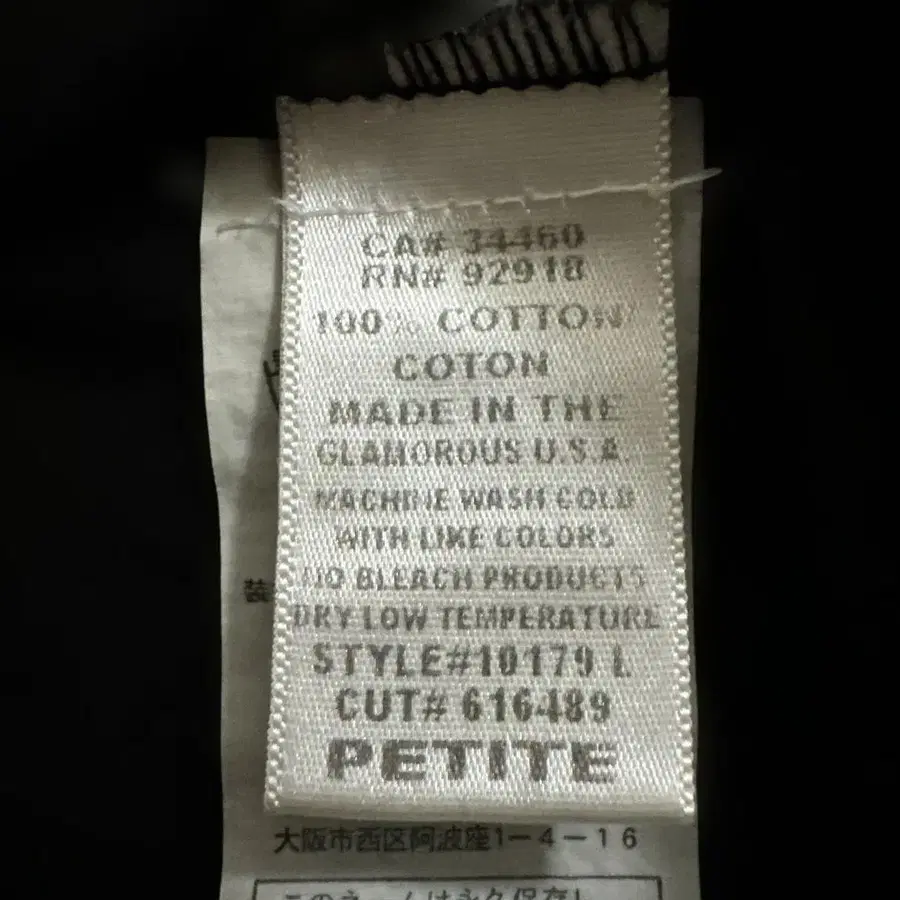 CA# 34460
RN# 92918
100% COTTON/
COTON
MADE IN THE
GLAMOROUS U.S.A.
MACHINE WASH COLD
WITH LIKE COLORS
NO BLEACH PRODUCTS
DRY LOW TEMPERATURE
STYLE#10179 L
CUT# 616489
PETITE
装
大阪市西区阿波座1-4-16